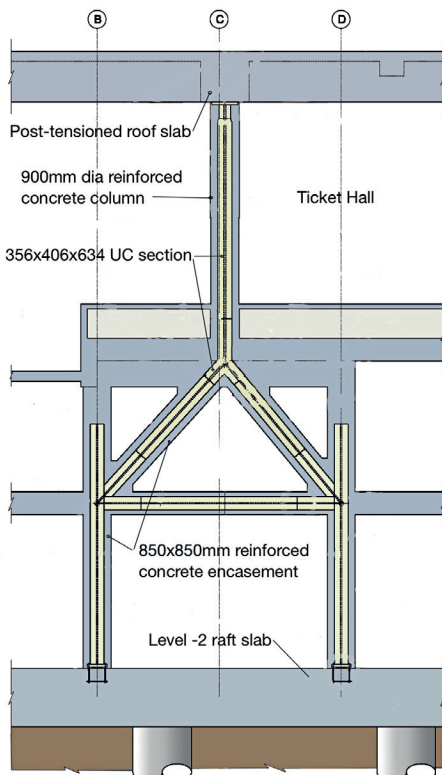 B C D
Post-tensioned roof slab
900mm dia reinforced
concrete column
Ticket Hall
356x406x634 UC section
850x850mm reinforced
concrete encasement
Level -2 raft slab